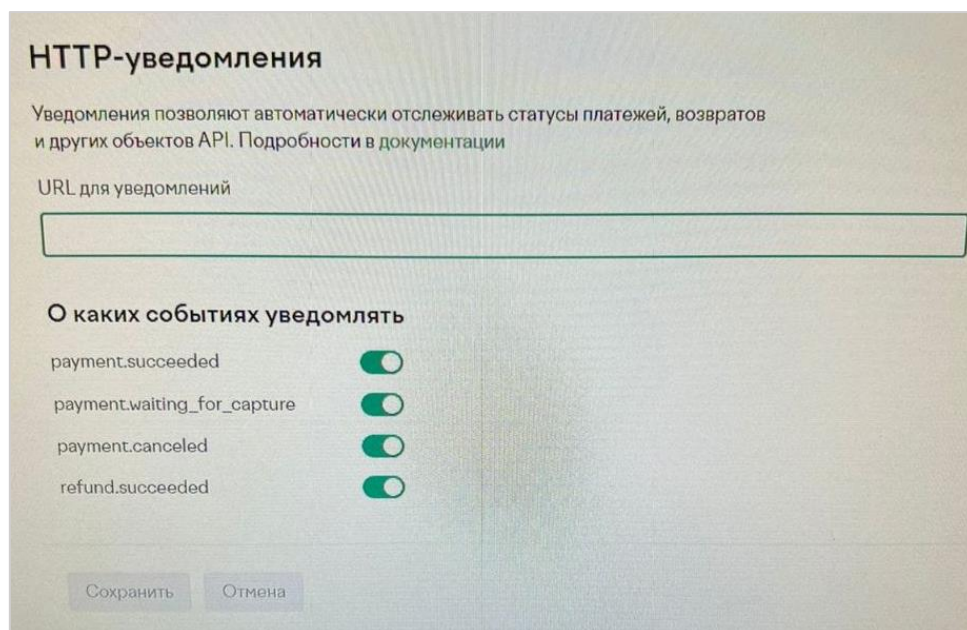 HTTP-уведомления
Уведомления позволяют автоматически отслеживать статусы платежей, возвратов
и других объектов API. Подробности в документации
URL для уведомлений
О каких событиях уведомлять
payment.succeeded
payment.waiting_for_capture
payment.canceled
refund.succeeded
Сохранить Отмена